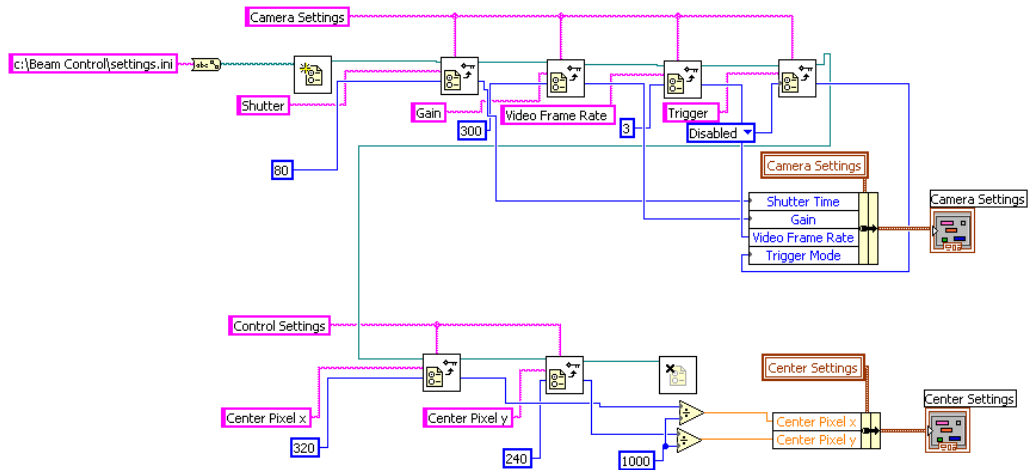 Camera Settings
c:\Beam Control\settings.ini
abc
Shutter
Gain
Video Frame Rate
Trigger
300
3
Disabled
80
Camera Settings
Shutter Time
Gain
Video Frame Rate
Trigger Mode
Camera Settings
Control Settings
Center Pixel x
Center Pixel y
320
240
1000
Center Settings
Center Pixel x
Center Pixel y
Center Settings